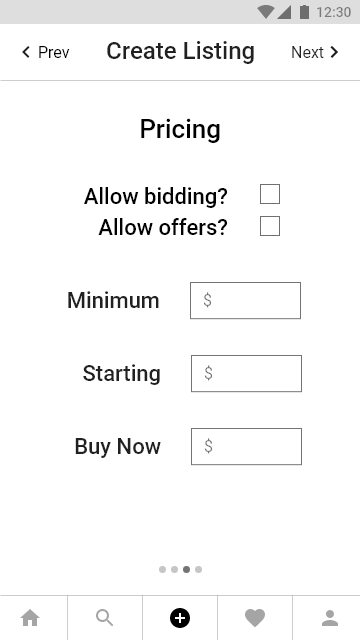 12:30
Prev Create Listing Next
Pricing
Allow bidding?
Allow offers?
Minimum $
Starting $
Buy Now $